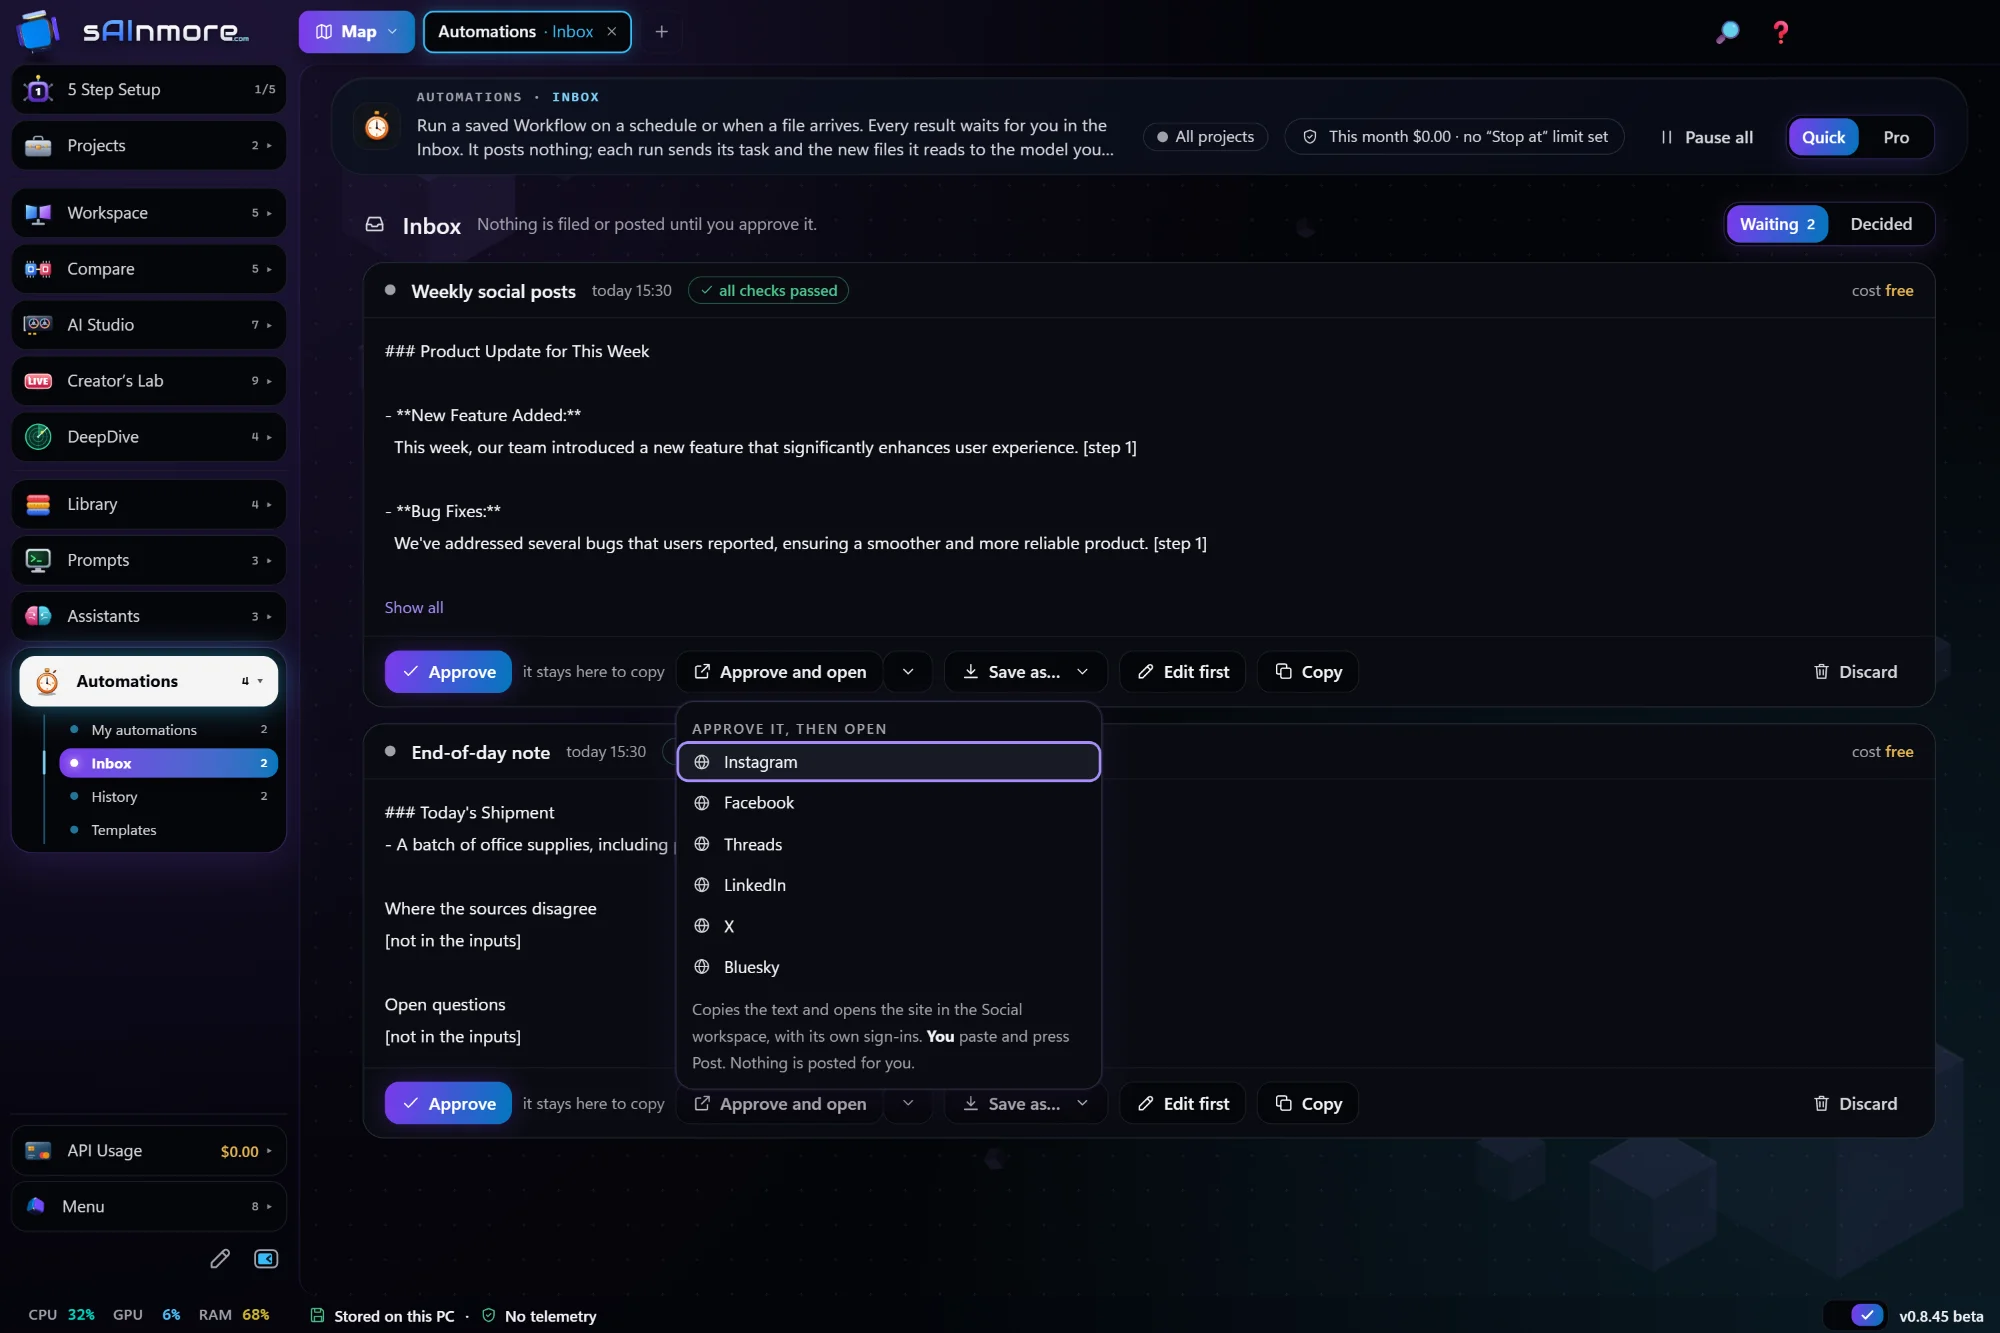 sAInmore.com
Map
Automations · Inbox
5 Step Setup 1/5
Projects 2
Workspace 5
Compare 5
AI Studio 7
LIVE Creator's Lab 9
DeepDive 4
Library 4
Prompts 3
Assistants 3
Automations 4
My automations 2
Inbox 2
History 2
Templates
API Usage $0.00
Menu 8
CPU 32% GPU 6% RAM 68%
AUTOMATIONS · INBOX
Run a saved Workflow on a schedule or when a file arrives. Every result waits for you in the
Inbox. It posts nothing; each run sends its task and the new files it reads to the model you...
All projects
This month $0.00 · no “Stop at” limit set
Pause all
Quick Pro
Inbox Nothing is filed or posted until you approve it.
Waiting 2 Decided
Weekly social posts today 15:30 all checks passed cost free
### Product Update for This Week
- **New Feature Added:**
This week, our team introduced a new feature that significantly enhances user experience. [step 1]
- **Bug Fixes:**
We've addressed several bugs that users reported, ensuring a smoother and more reliable product. [step 1]
Show all
Approve it stays here to copy Approve and open Save as... Edit first Copy Discard
APPROVE IT, THEN OPEN
Instagram
Facebook
Threads
LinkedIn
X
Bluesky
Copies the text and opens the site in the Social
workspace, with its own sign-ins. You paste and press
Post. Nothing is posted for you.
End-of-day note today 15:30 cost free
### Today's Shipment
- A batch of office supplies, including
Where the sources disagree
[not in the inputs]
Open questions
[not in the inputs]
Approve it stays here to copy Approve and open Save as... Edit first Copy Discard
Stored on this PC · No telemetry
v0.8.45 beta